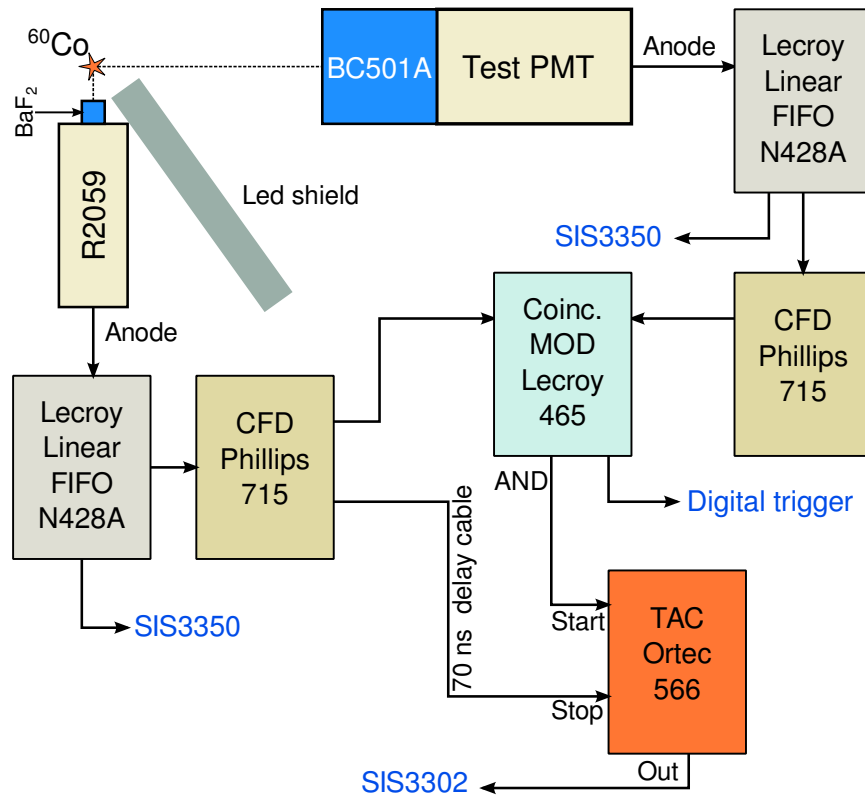 ⁶⁰Co
BC501A
Test PMT
Anode
Lecroy
Linear
FIFO
N428A
BaF₂
R2059
Led shield
SIS3350
Anode
Coinc.
MOD
Lecroy
465
CFD
Phillips
715
Lecroy
Linear
FIFO
N428A
CFD
Phillips
715
AND
Digital trigger
70 ns delay cable
SIS3350
Start
Stop
TAC
Ortec
566
Out
SIS3302